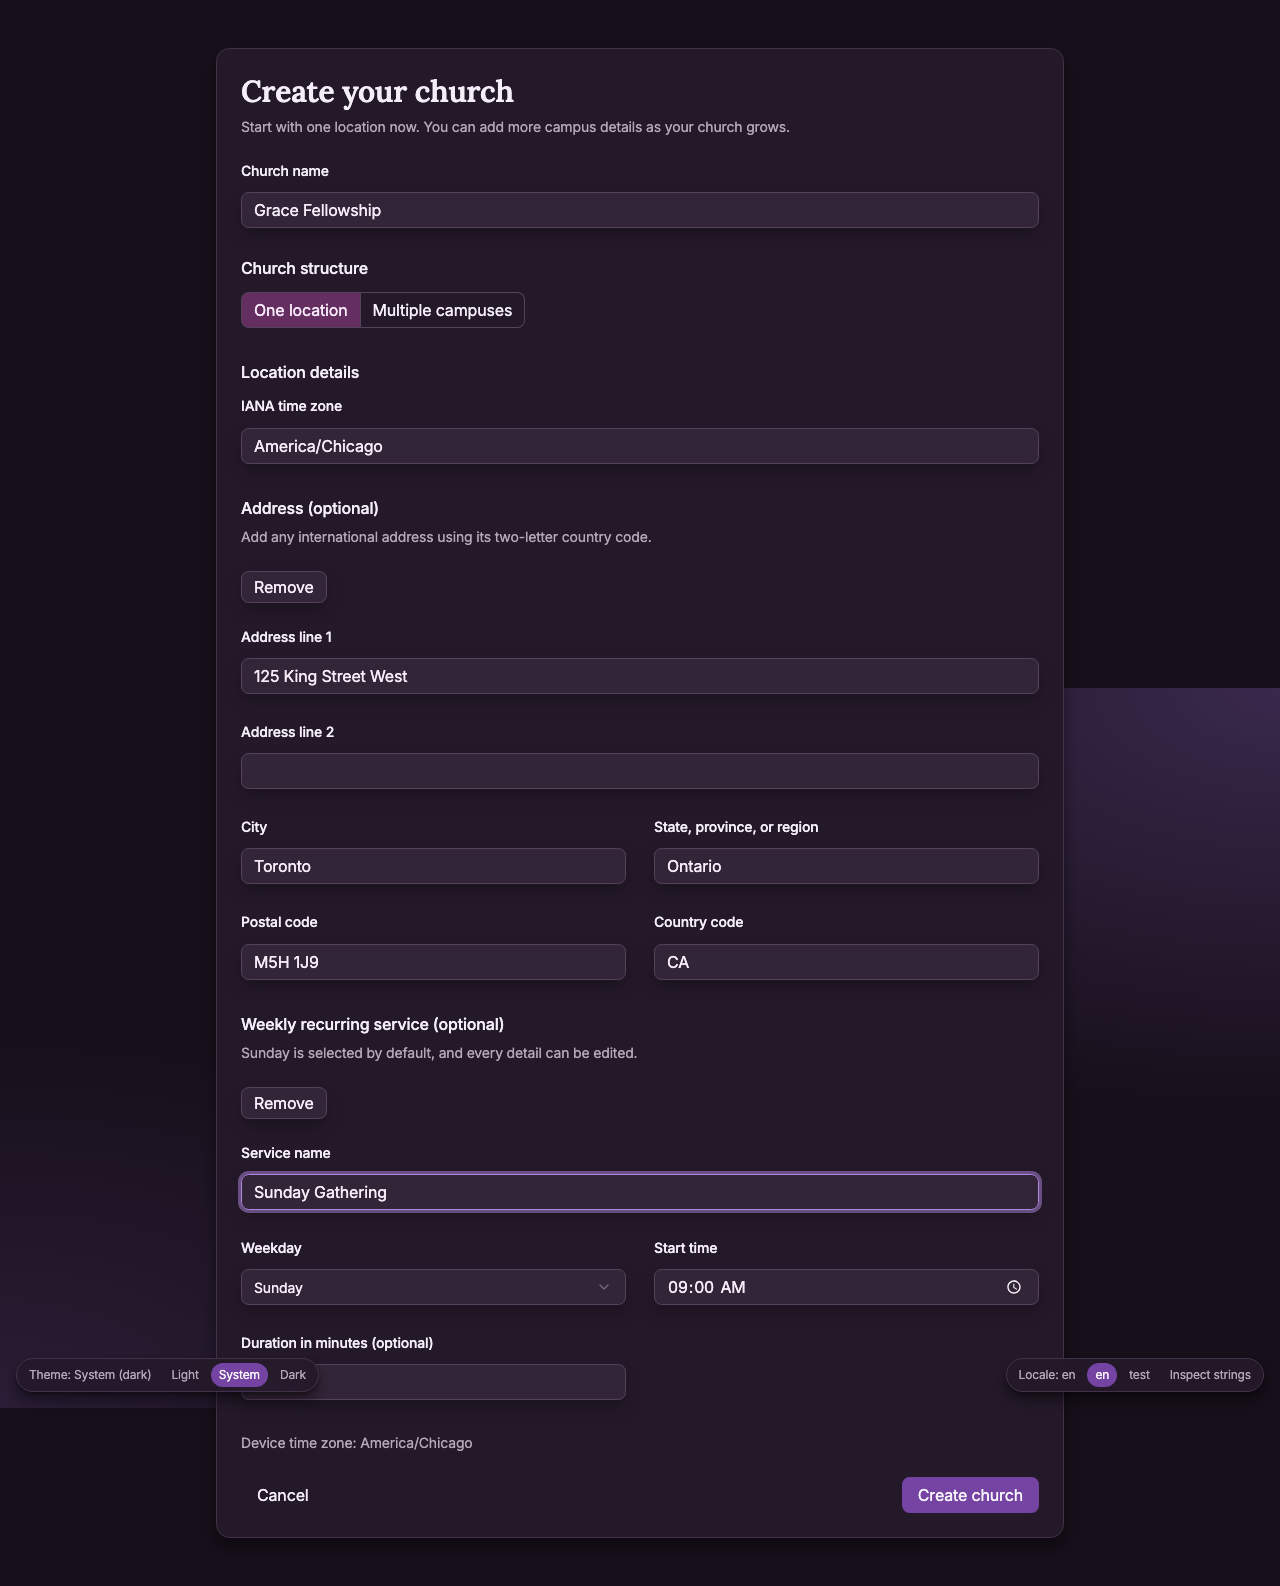 Create your church
Start with one location now. You can add more campus details as your church grows.
Church name
Grace Fellowship
Church structure
One location Multiple campuses
Location details
IANA time zone
America/Chicago
Address (optional)
Add any international address using its two-letter country code.
Remove
Address line 1
125 King Street West
Address line 2
City State, province, or region
Toronto Ontario
Postal code Country code
M5H 1J9 CA
Weekly recurring service (optional)
Sunday is selected by default, and every detail can be edited.
Remove
Service name
Sunday Gathering
Weekday Start time
Sunday 09:00 AM
Duration in minutes (optional)
Theme: System (dark) Light System Dark Locale: en en test Inspect strings
Device time zone: America/Chicago
Cancel Create church